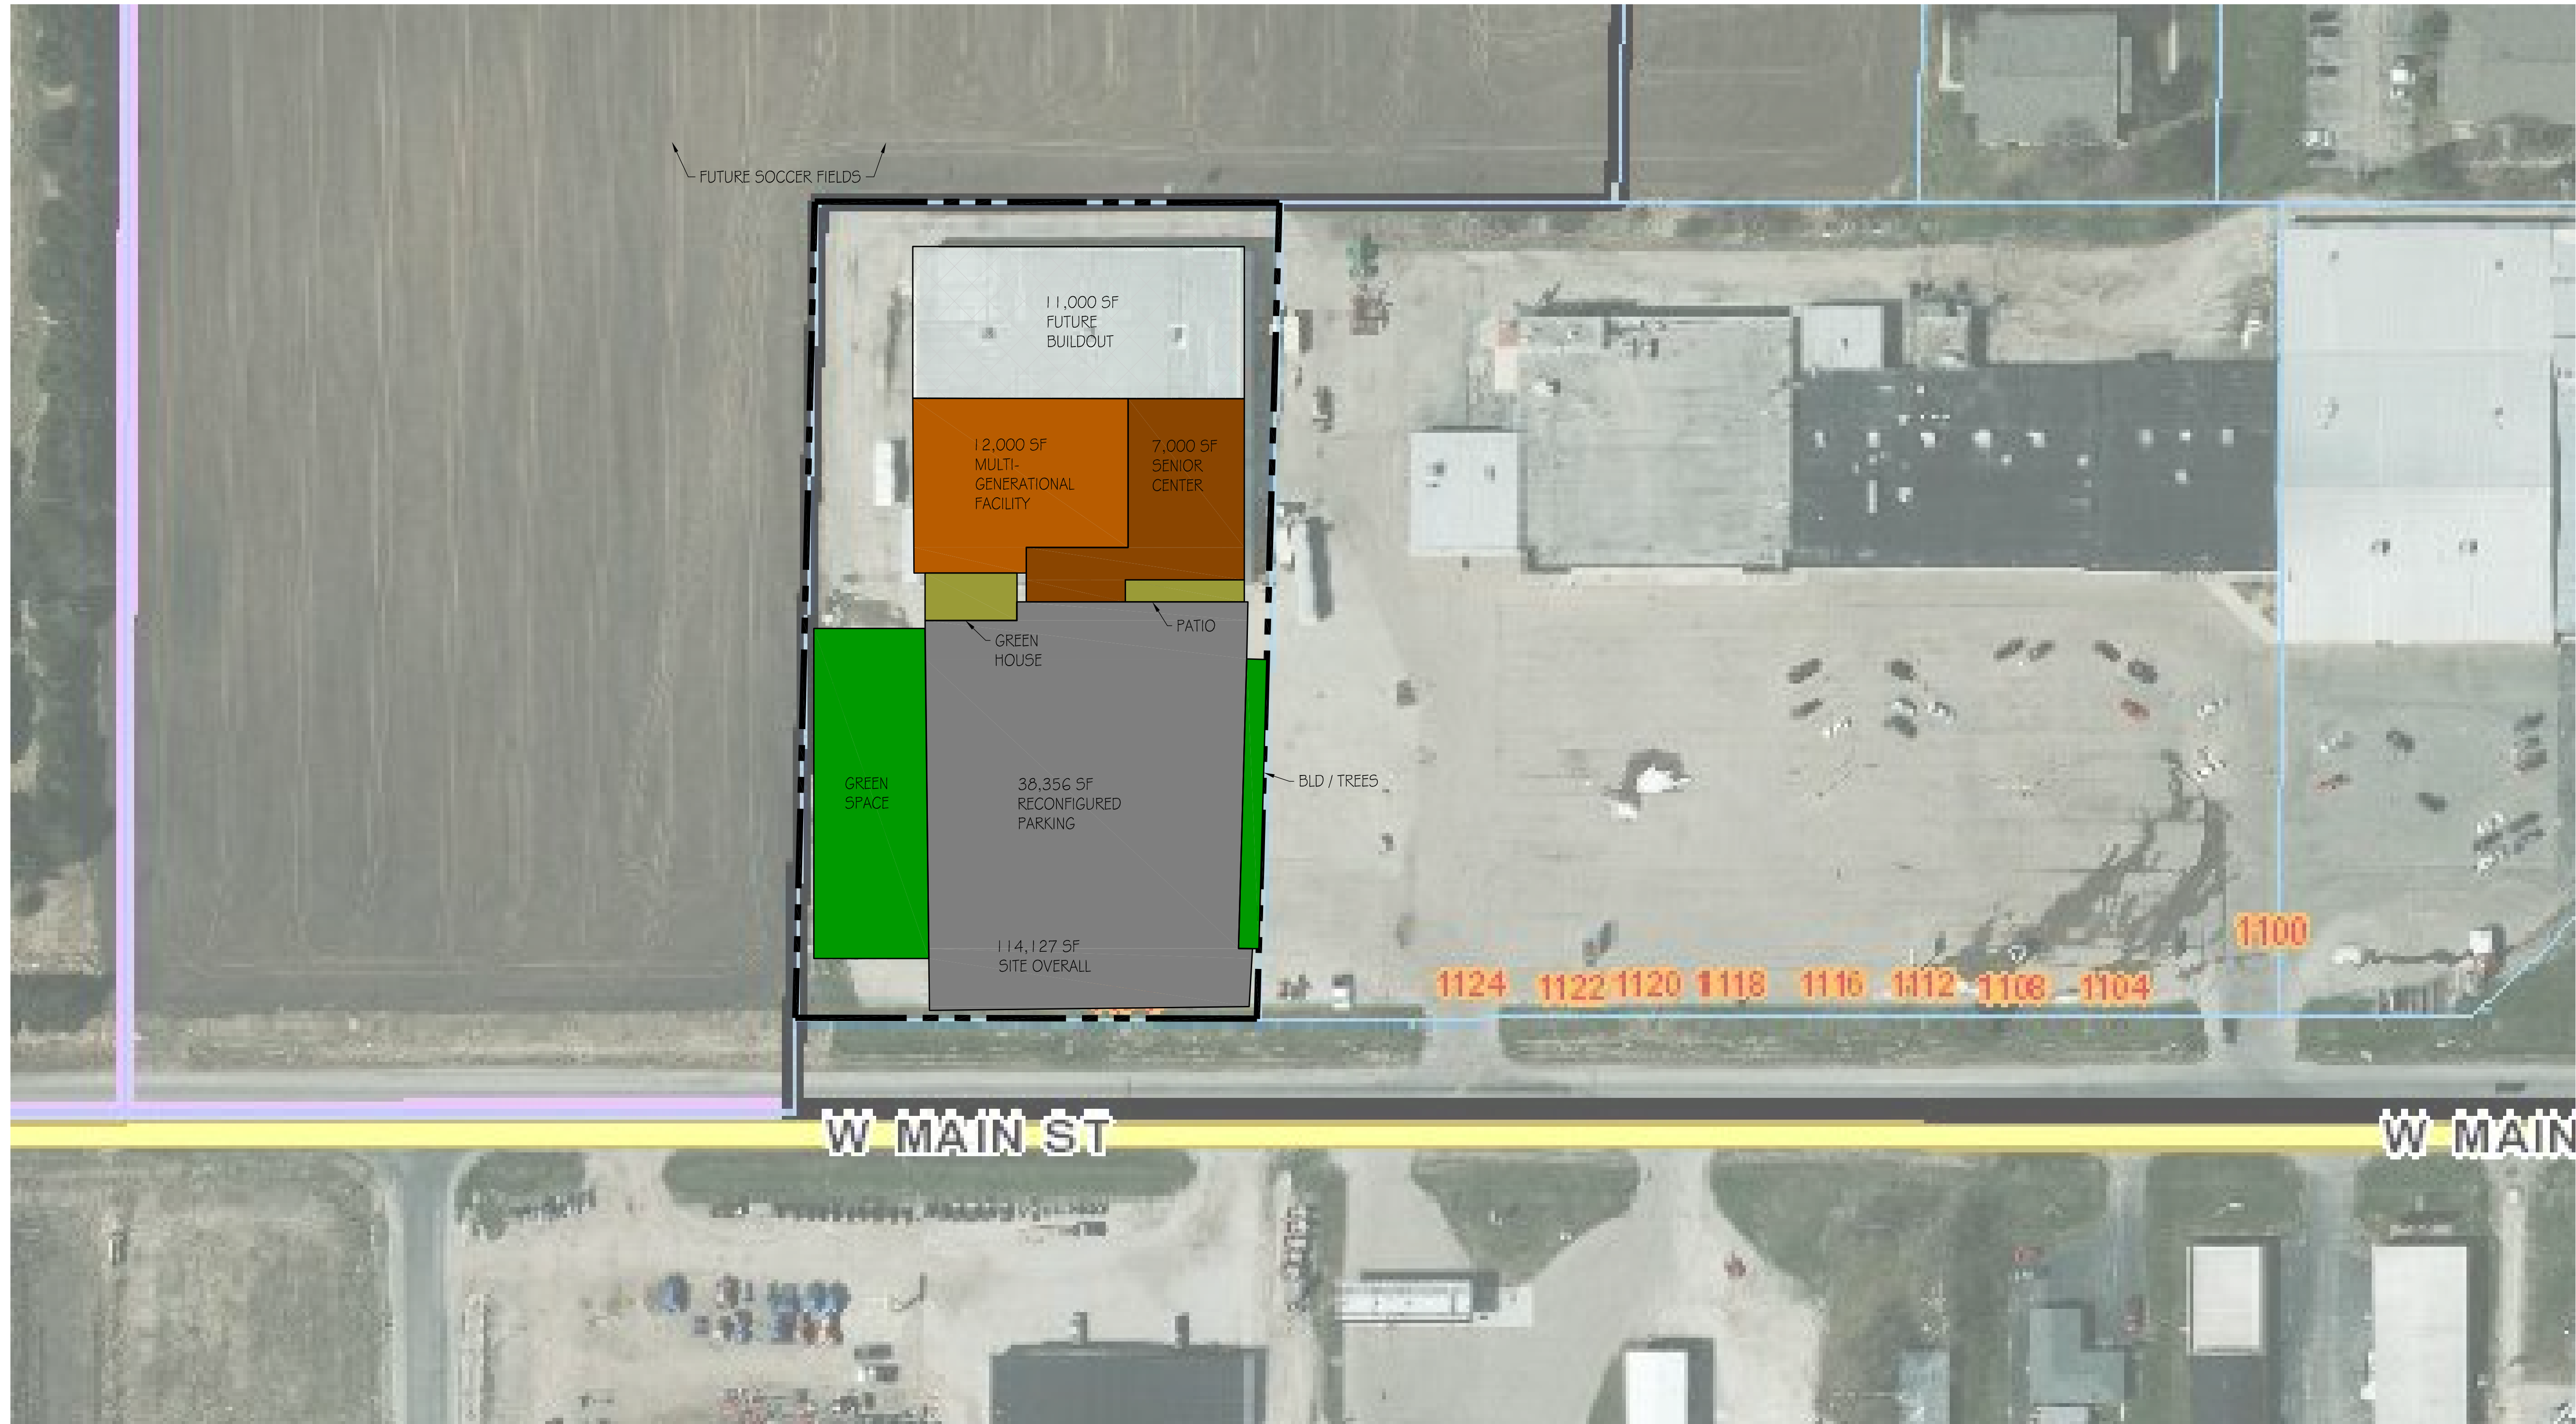 FUTURE SOCCER FIELDS
11,000 SF
FUTURE
BUILDOUT
12,000 SF
MULTI-
GENERATIONAL
FACILITY
7,000 SF
SENIOR
CENTER
PATIO
GREEN
HOUSE
GREEN
SPACE
38,356 SF
RECONFIGURED
PARKING
BLD / TREES
114,127 SF
SITE OVERALL
1100
1124 1122 1120 1118 1116 1112 1108 1104
W MAIN ST
W MAIN